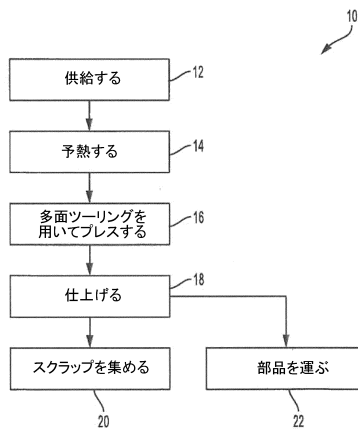 10
供給する
12
予熱する
14
多面ツーリングを
用いてプレスする
16
仕上げる
18
スクラップを集める
20
部品を運ぶ
22